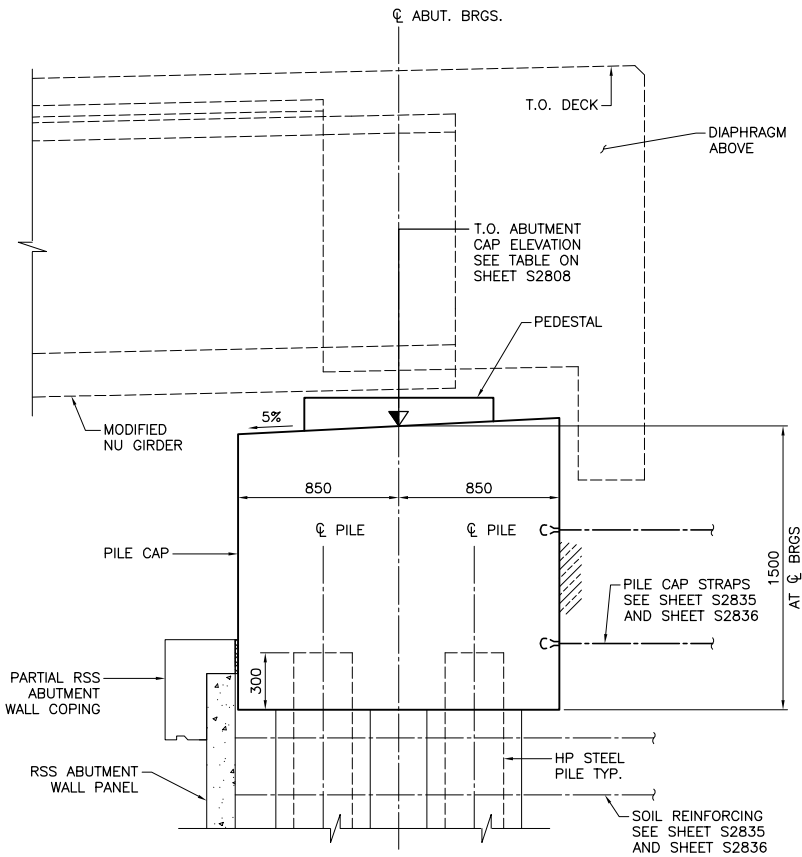 ℄ ABUT. BRGS.
T.O. DECK
DIAPHRAGM
ABOVE
T.O. ABUTMENT
CAP ELEVATION
SEE TABLE ON
SHEET S2808
PEDESTAL
5%
MODIFIED
NU GIRDER
850
850
℄ PILE
℄ PILE
PILE CAP
1500
AT ℄ BRGS
PILE CAP STRAPS
SEE SHEET S2835
AND SHEET S2836
300
PARTIAL RSS
ABUTMENT
WALL COPING
HP STEEL
PILE TYP.
RSS ABUTMENT
WALL PANEL
SOIL REINFORCING
SEE SHEET S2835
AND SHEET S2836